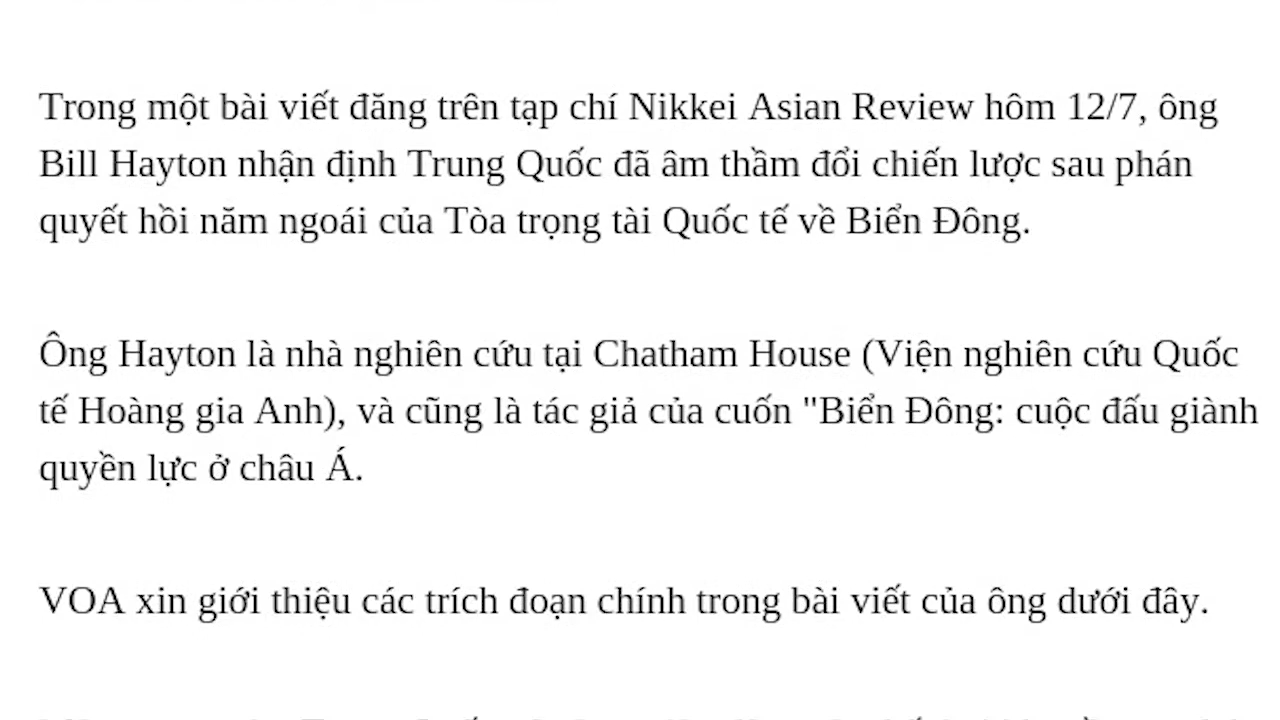 Trong một bài viết đăng trên tạp chí Nikkei Asian Review hôm 12/7, ông
Bill Hayton nhận định Trung Quốc đã âm thầm đổi chiến lược sau phán
quyết hồi năm ngoái của Tòa trọng tài Quốc tế về Biển Đông.
Ông Hayton là nhà nghiên cứu tại Chatham House (Viện nghiên cứu Quốc
tế Hoàng gia Anh), và cũng là tác giả của cuốn "Biển Đông: cuộc đấu giành
quyền lực ở châu Á.
VOA xin giới thiệu các trích đoạn chính trong bài viết của ông dưới đây.